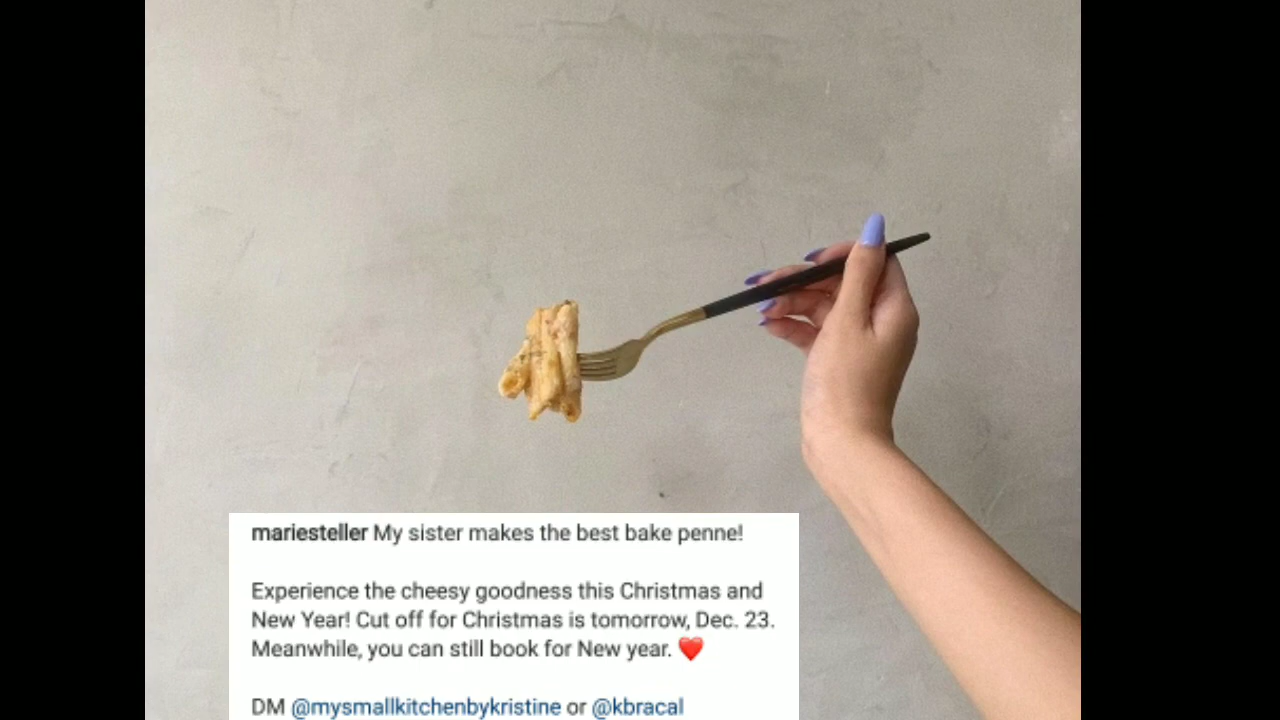 mariesteller My sister makes the best bake penne!
Experience the cheesy goodness this Christmas and
New Year! Cut off for Christmas is tomorrow, Dec. 23.
Meanwhile, you can still book for New year. ❤️
DM @mysmallkitchenbykristine or @kbracal